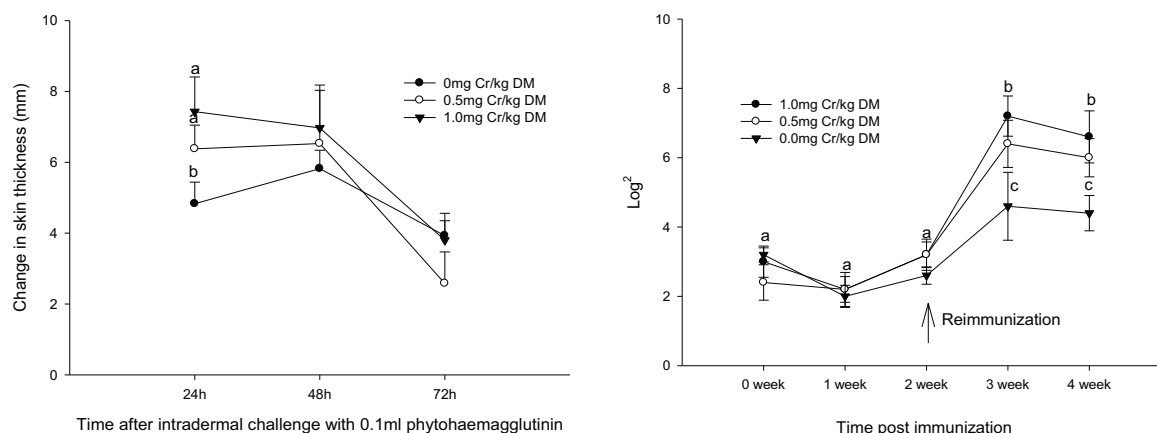 10
8
6
4
2
0
Change in skin thickness (mm)
a
a
b
0mg Cr/kg DM
0.5mg Cr/kg DM
1.0mg Cr/kg DM
24h 48h 72h
Time after intradermal challenge with 0.1ml phytohaemagglutinin
10
8
6
4
2
0
Log²
1.0mg Cr/kg DM
0.5mg Cr/kg DM
0.0mg Cr/kg DM
b b
c c
a a a
Reimmunization
0 week 1 week 2 week 3 week 4 week
Time post immunization